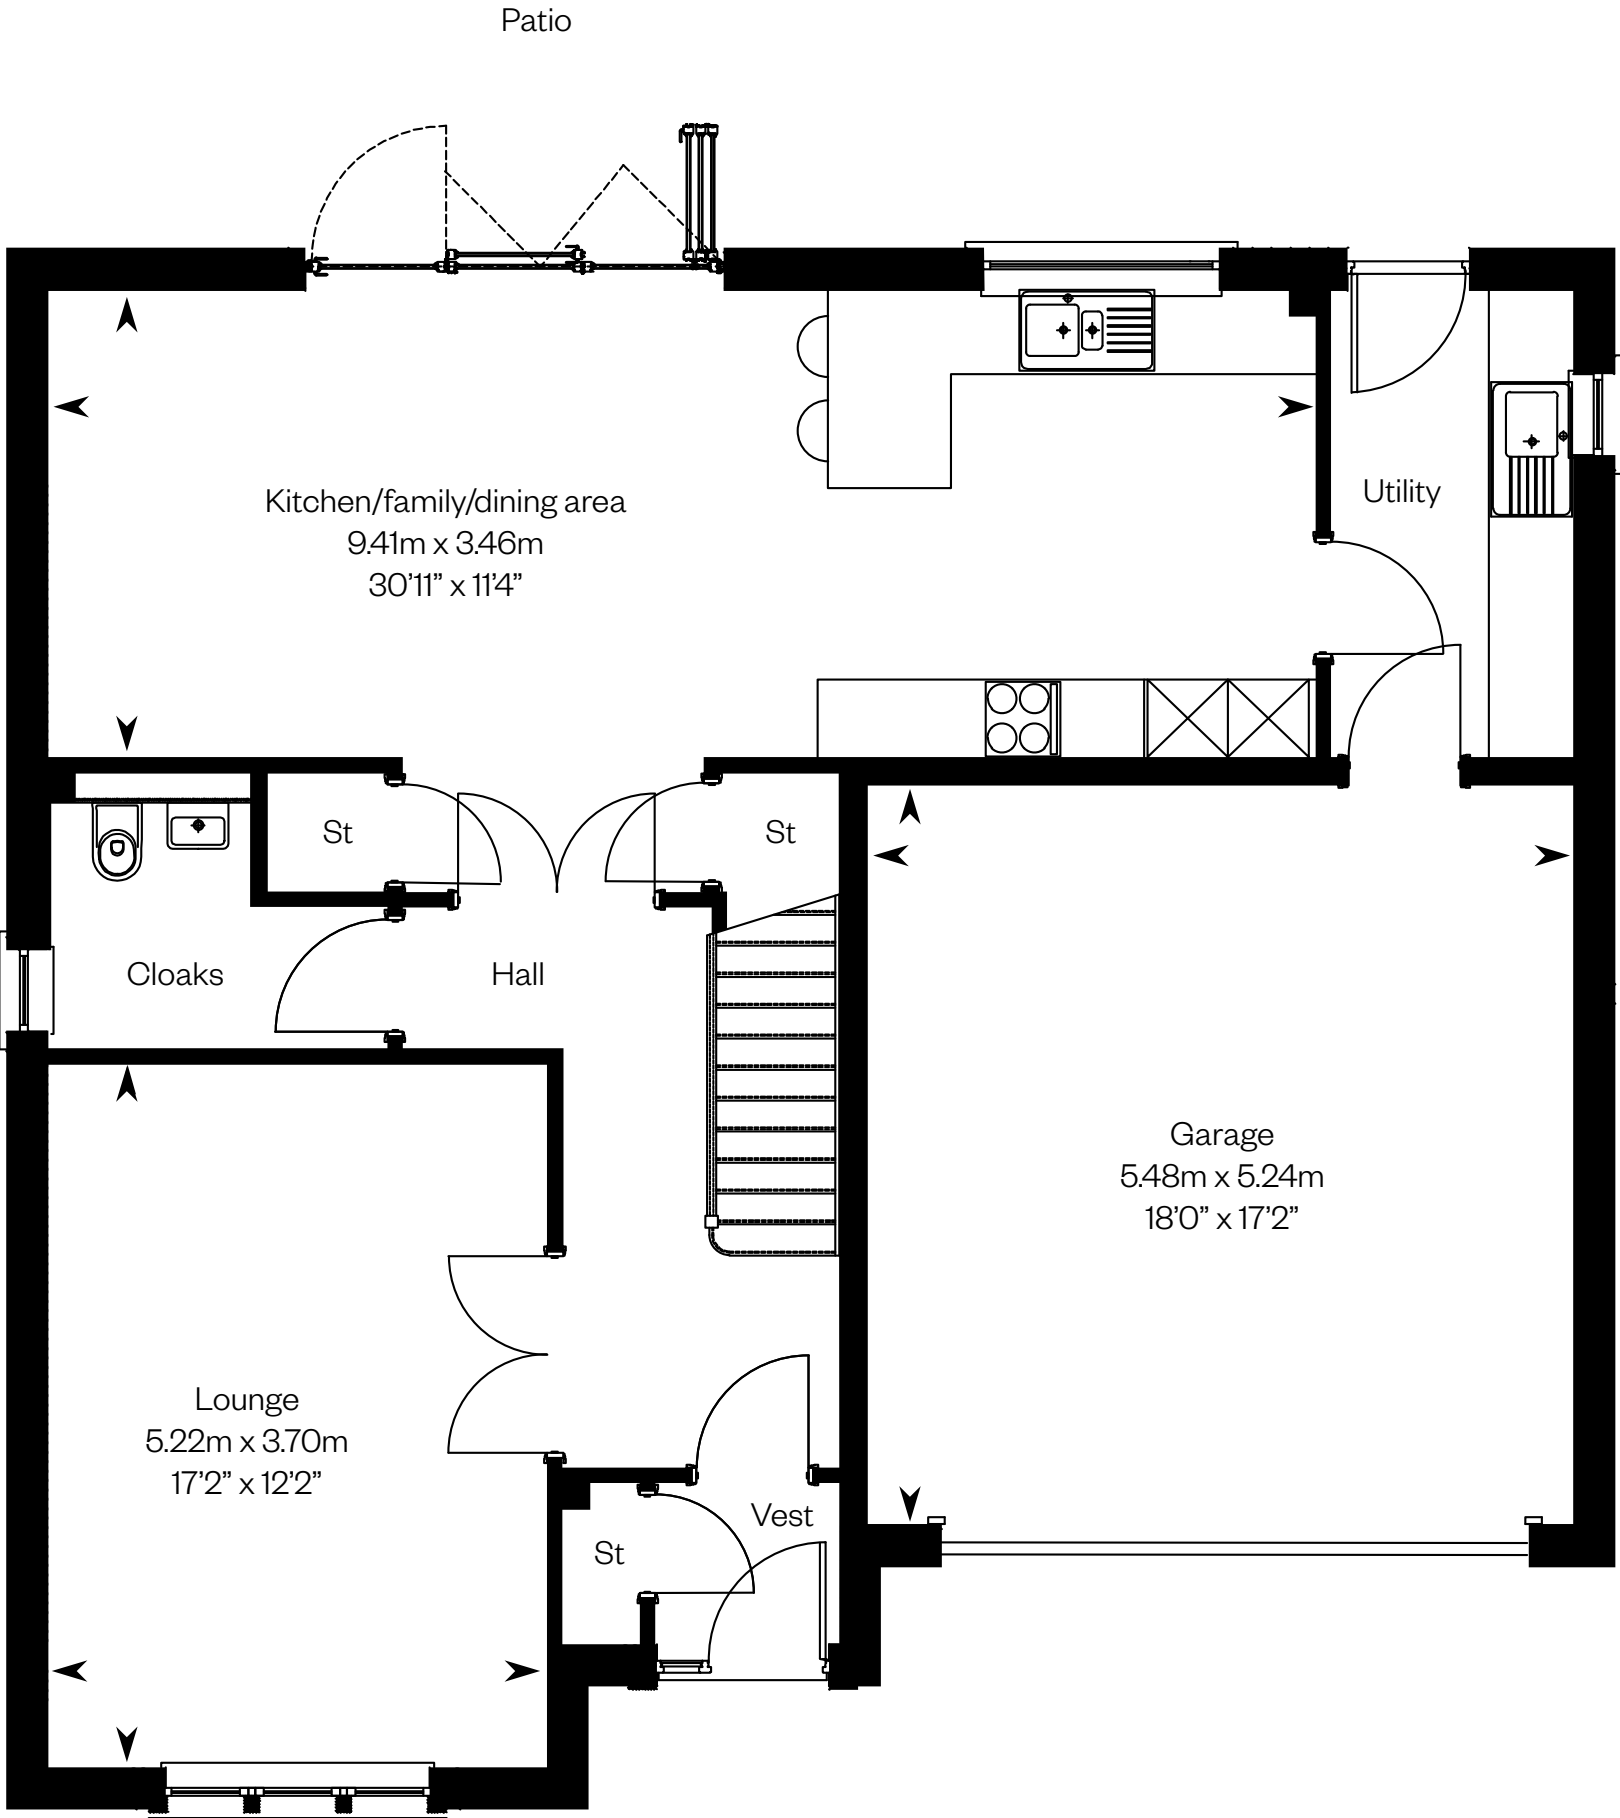 Patio
Kitchen/family/dining area
9.41m x 3.46m
30'11” x 11'4”
Utility
St
St
Cloaks
Hall
Garage
5.48m x 5.24m
18'0” x 17'2”
Lounge
5.22m x 3.70m
17'2” x 12'2”
Vest
St